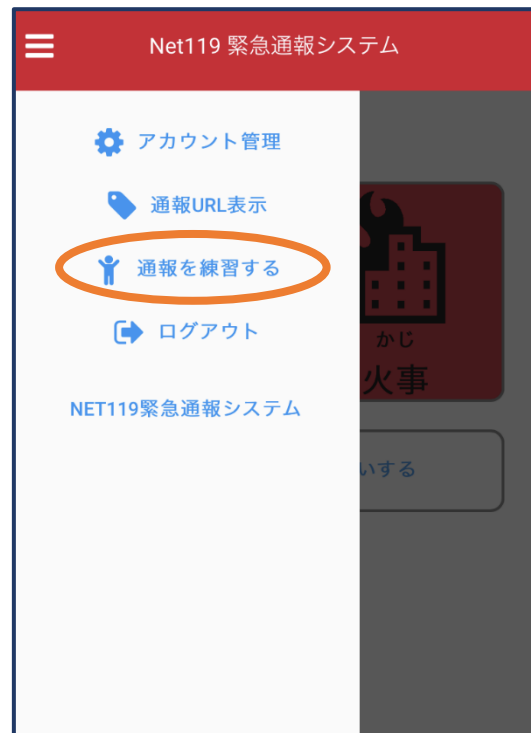 Net119 緊急通報システム
アカウント管理
通報URL表示
通報を練習する
ログアウト
NET119緊急通報システム
かじ
火事
いする